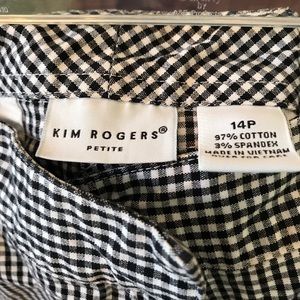 KIM ROGERS®
PETITE
14P
97% COTTON
3% SPANDEX
MADE IN VIETNAM